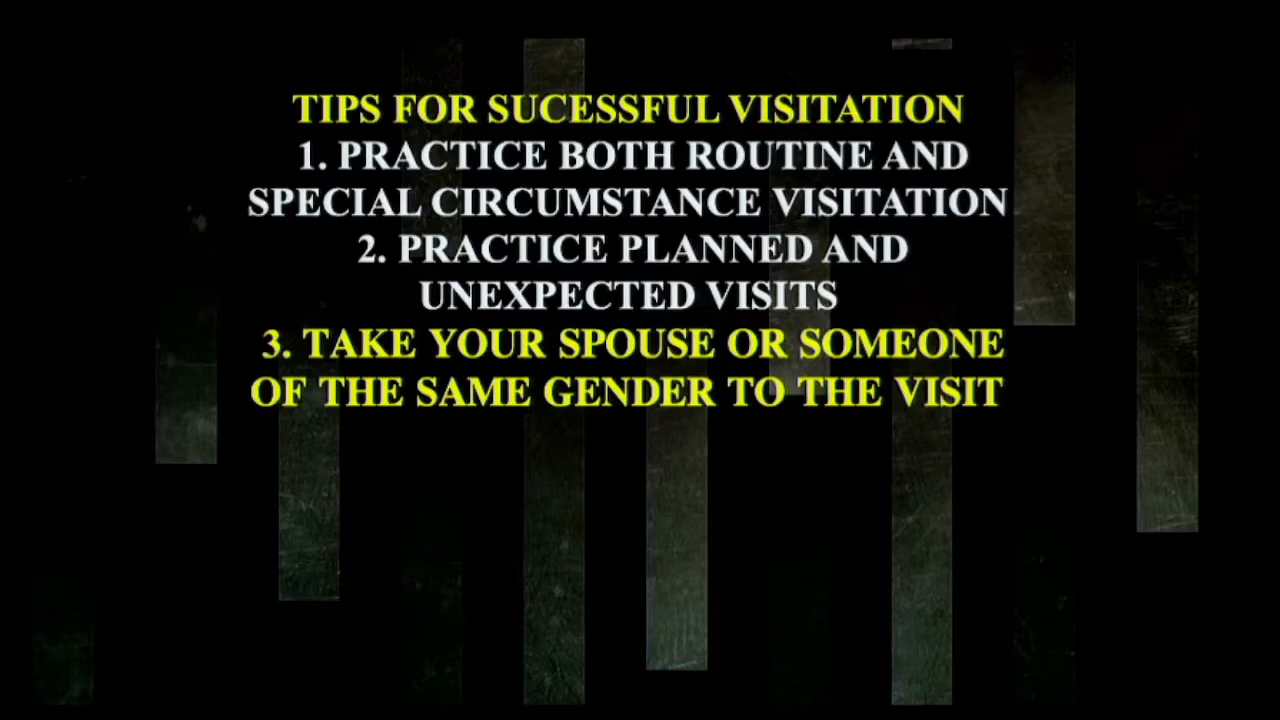 TIPS FOR SUCESSFUL VISITATION
1. PRACTICE BOTH ROUTINE AND
SPECIAL CIRCUMSTANCE VISITATION
2. PRACTICE PLANNED AND
UNEXPECTED VISITS
3. TAKE YOUR SPOUSE OR SOMEONE
OF THE SAME GENDER TO THE VISIT